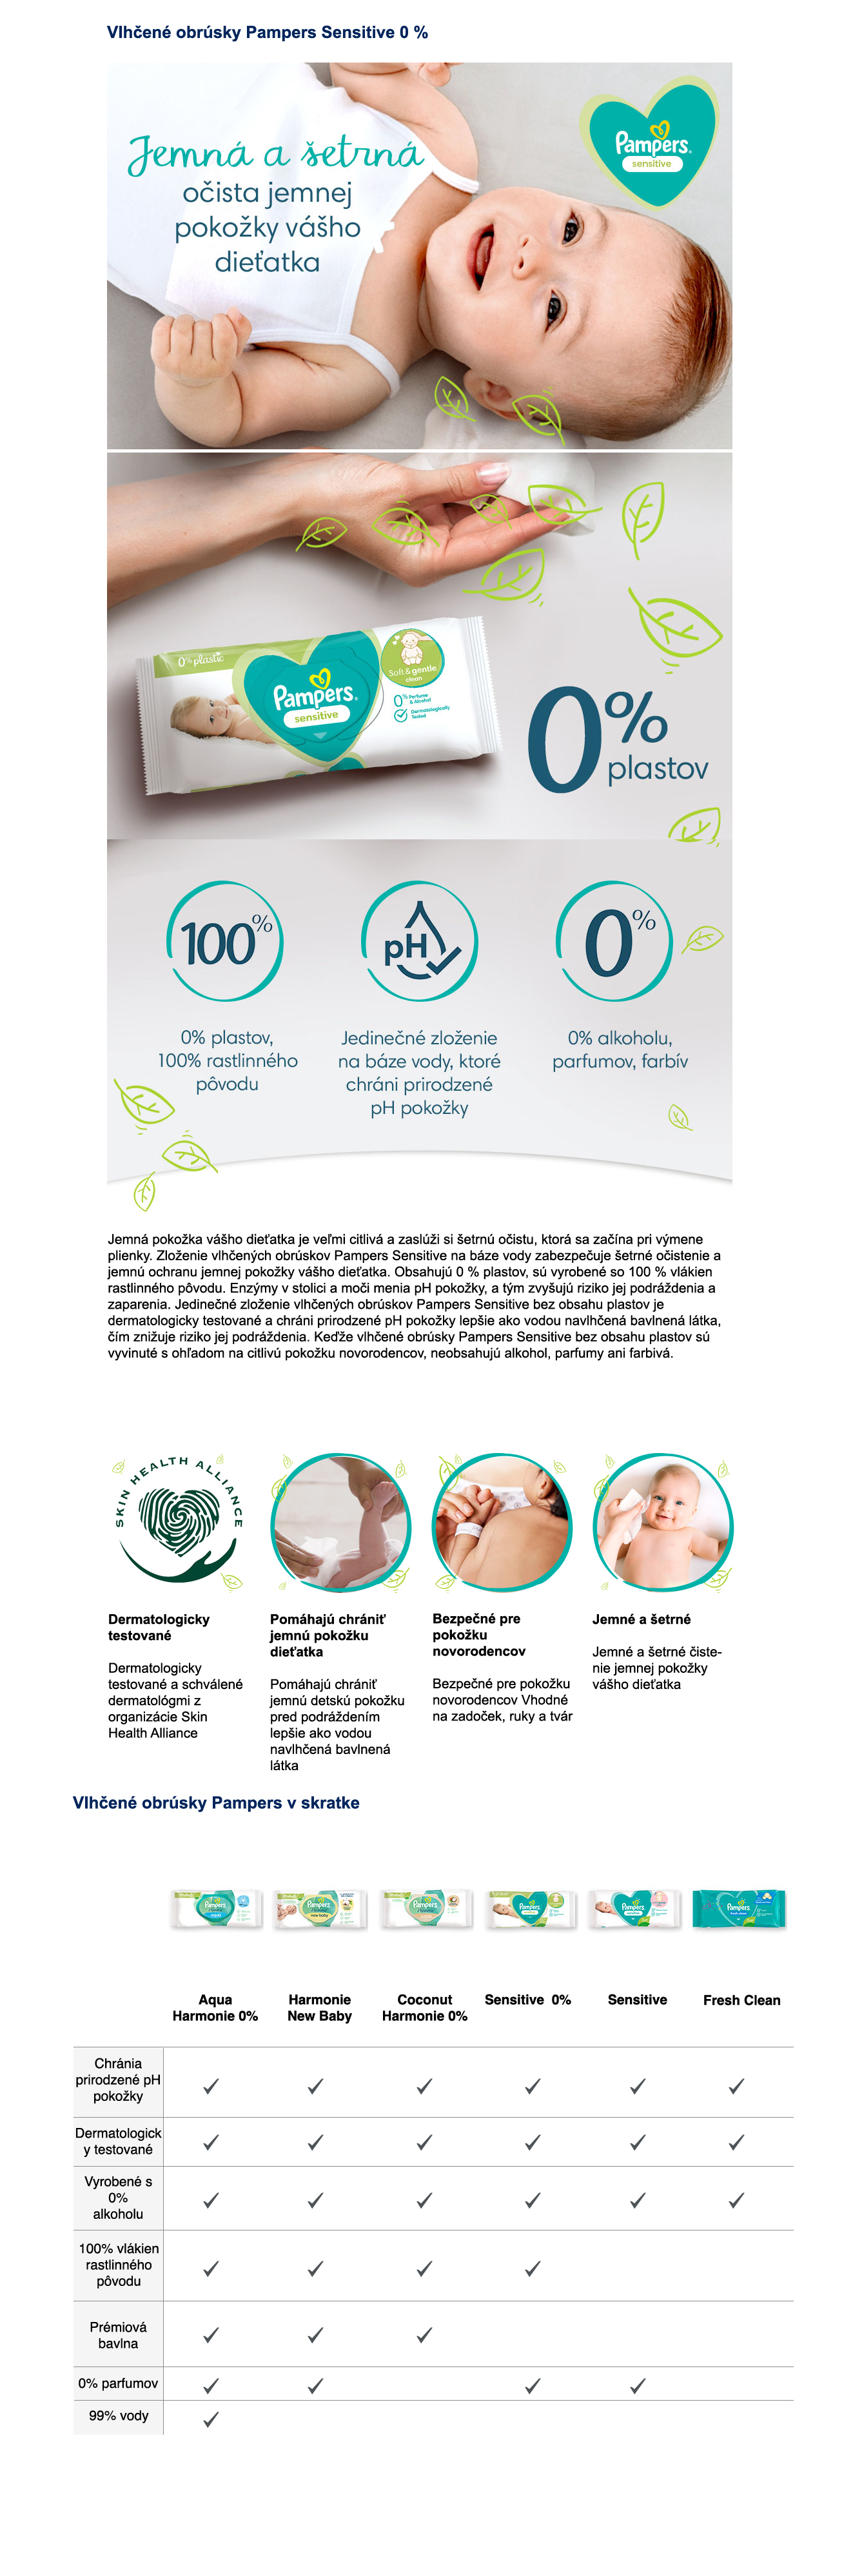 Vlhčené obrúsky Pampers Sensitive 0 %
Jemná a šetrná
očista jemnej
pokožky vášho
dieťatka
Pampers.
sensitive
0% plastic
Soft & gentle
clean
Pampers.
sensitive
0% Perfume
& Alcohol
Dermatologically
Tested
0%
plastov
100%
pH
0%
0% plastov,
100% rastlinného
pôvodu
Jedinečné zloženie
na báze vody, ktoré
chráni prirodzené
pH pokožky
0% alkoholu,
parfumov, farbív
Jemná pokožka vášho dieťatka je veľmi citlivá a zaslúži si šetrnú očistu, ktorá sa začína pri výmene
plienky. Zloženie vlhčených obrúskov Pampers Sensitive na báze vody zabezpečuje šetrné očistenie a
jemnú ochranu jemnej pokožky vášho dieťatka. Obsahujú 0 % plastov, sú vyrobené so 100 % vlákien
rastlinného pôvodu. Enzýmy v stolici a moči menia pH pokožky, a tým zvyšujú riziko jej podráždenia a
zaparenia. Jedinečné zloženie vlhčených obrúskov Pampers Sensitive bez obsahu plastov je
dermatologicky testované a chráni prirodzené pH pokožky lepšie ako vodou navlhčená bavlnená látka,
čím znižuje riziko jej podráždenia. Keďže vlhčené obrúsky Pampers Sensitive bez obsahu plastov sú
vyvinuté s ohľadom na citlivú pokožku novorodencov, neobsahujú alkohol, parfumy ani farbivá.
SKIN HEALTH ALLIANCE
Dermatologicky
testované
Dermatologicky
testované a schválené
dermatológmi z
organizácie Skin
Health Alliance
Pomáhajú chrániť
jemnú pokožku
dieťatka
Pomáhajú chrániť
jemnú detskú pokožku
pred podráždením
lepšie ako vodou
navlhčená bavlnená
látka
Bezpečné pre
pokožku
novorodencov
Bezpečné pre pokožku
novorodencov Vhodné
na zadoček, ruky a tvár
Jemné a šetrné
Jemné a šetrné čiste-
nie jemnej pokožky
vášho dieťatka
Vlhčené obrúsky Pampers v skratke
Aqua
Harmonie 0%
Harmonie
New Baby
Coconut
Harmonie 0%
Sensitive 0%
Sensitive
Fresh Clean
Chránia
prirodzené pH
pokožky
Dermatologick
y testované
Vyrobené s
0%
alkoholu
100% vlákien
rastlinného
pôvodu
Prémiová
bavlna
0% parfumov
99% vody